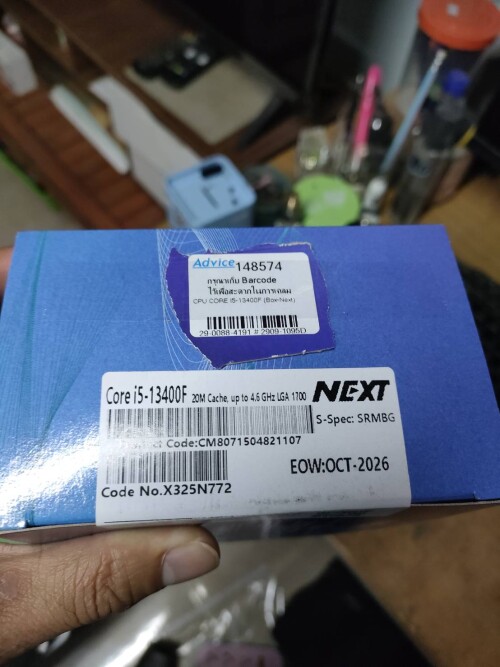 Advice 148574
กรุณาเก็บ Barcode
ไว้เพื่อสะดวกในการเคลม
CPU CORE I5-13400F (Box-Next)
29-0088-4191 # 2909-1095D
Core i5-13400F 20M Cache, up to 4.6 GHz LGA 1700 NEXT
S-Spec: SRMBG
Code:CM8071504821107
EOW:OCT-2026
Code No.X325N772